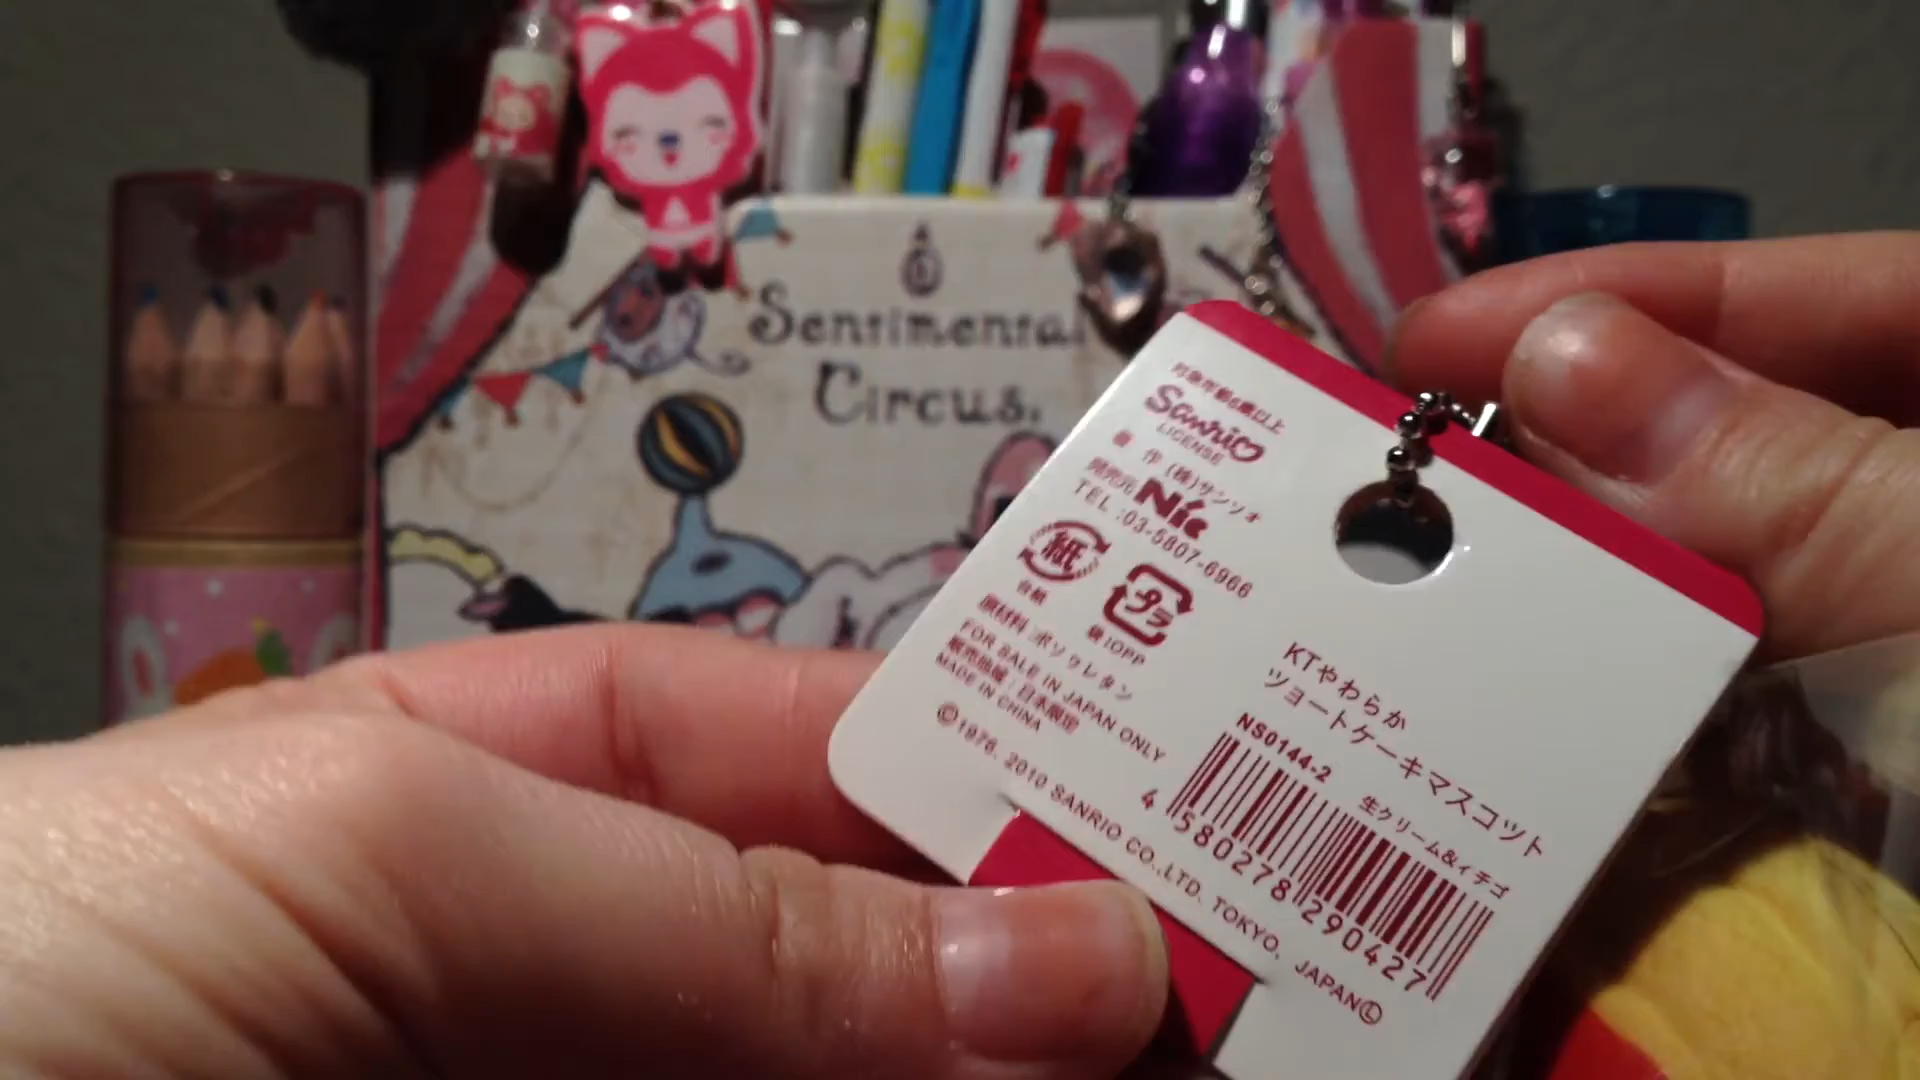 Sentimental
Circus.
対象年齢6歳以上
Sanrio
LICENSE
著 作 (株)サンリオ
発売元 Nic
TEL :03-5807-6966
紙
台紙
プラ
袋:OPP
原材料:ポリウレタン
FOR SALE IN JAPAN ONLY
販売地域:日本限定
MADE IN CHINA
©1976, 2010 SANRIO CO.,LTD. TOKYO, JAPAN Ⓛ
KTやわらか
ショートケーキマスコット
NS0144-2
生クリーム&イチゴ
4 580278 290427